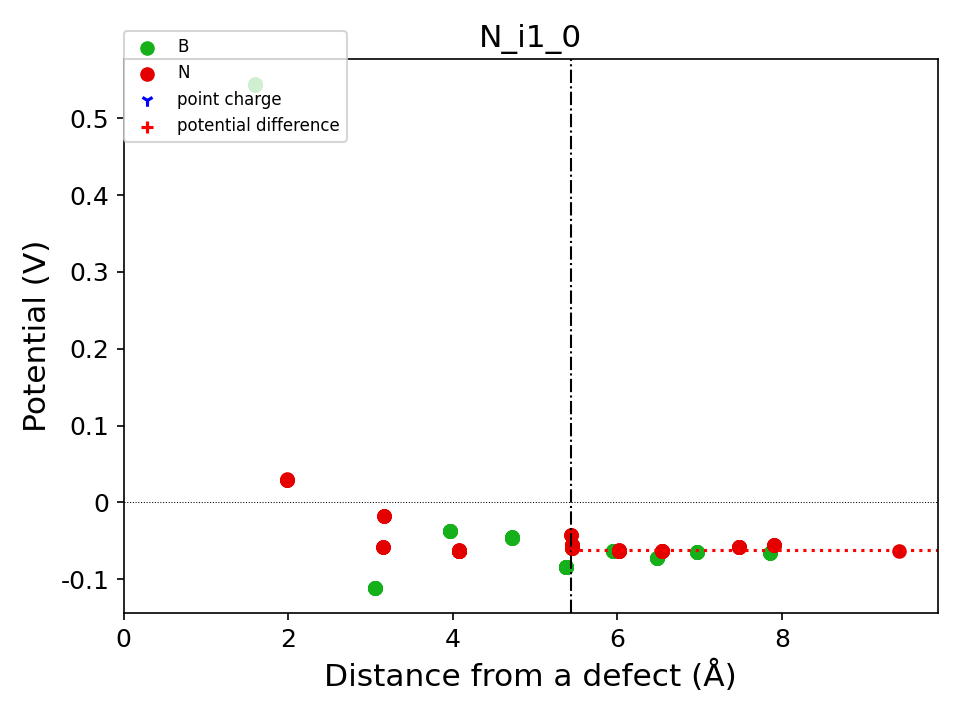 N_i1_0
B
N
point charge
potential difference
Potential (V)
0.5
0.4
0.3
0.2
0.1
0
-0.1
0 2 4 6 8
Distance from a defect (Å)